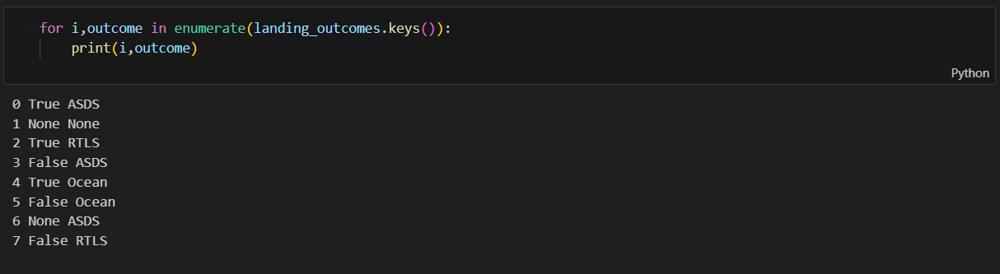 for i,outcome in enumerate(landing_outcomes.keys()):
    print(i,outcome)
Python
0 True ASDS
1 None None
2 True RTLS
3 False ASDS
4 True Ocean
5 False Ocean
6 None ASDS
7 False RTLS